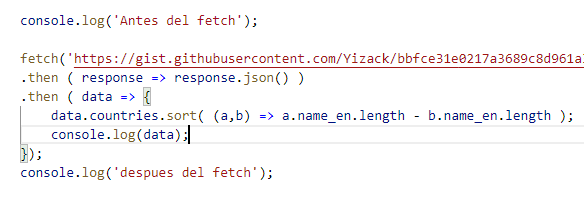 console.log('Antes del fetch');
fetch('https://gist.githubusercontent.com/Yizack/bbfce31e0217a3689c8d961a
.then ( response => response.json() )
.then ( data => {
data.countries.sort( (a,b) => a.name_en.length - b.name_en.length );
console.log(data);
});
console.log('despues del fetch');